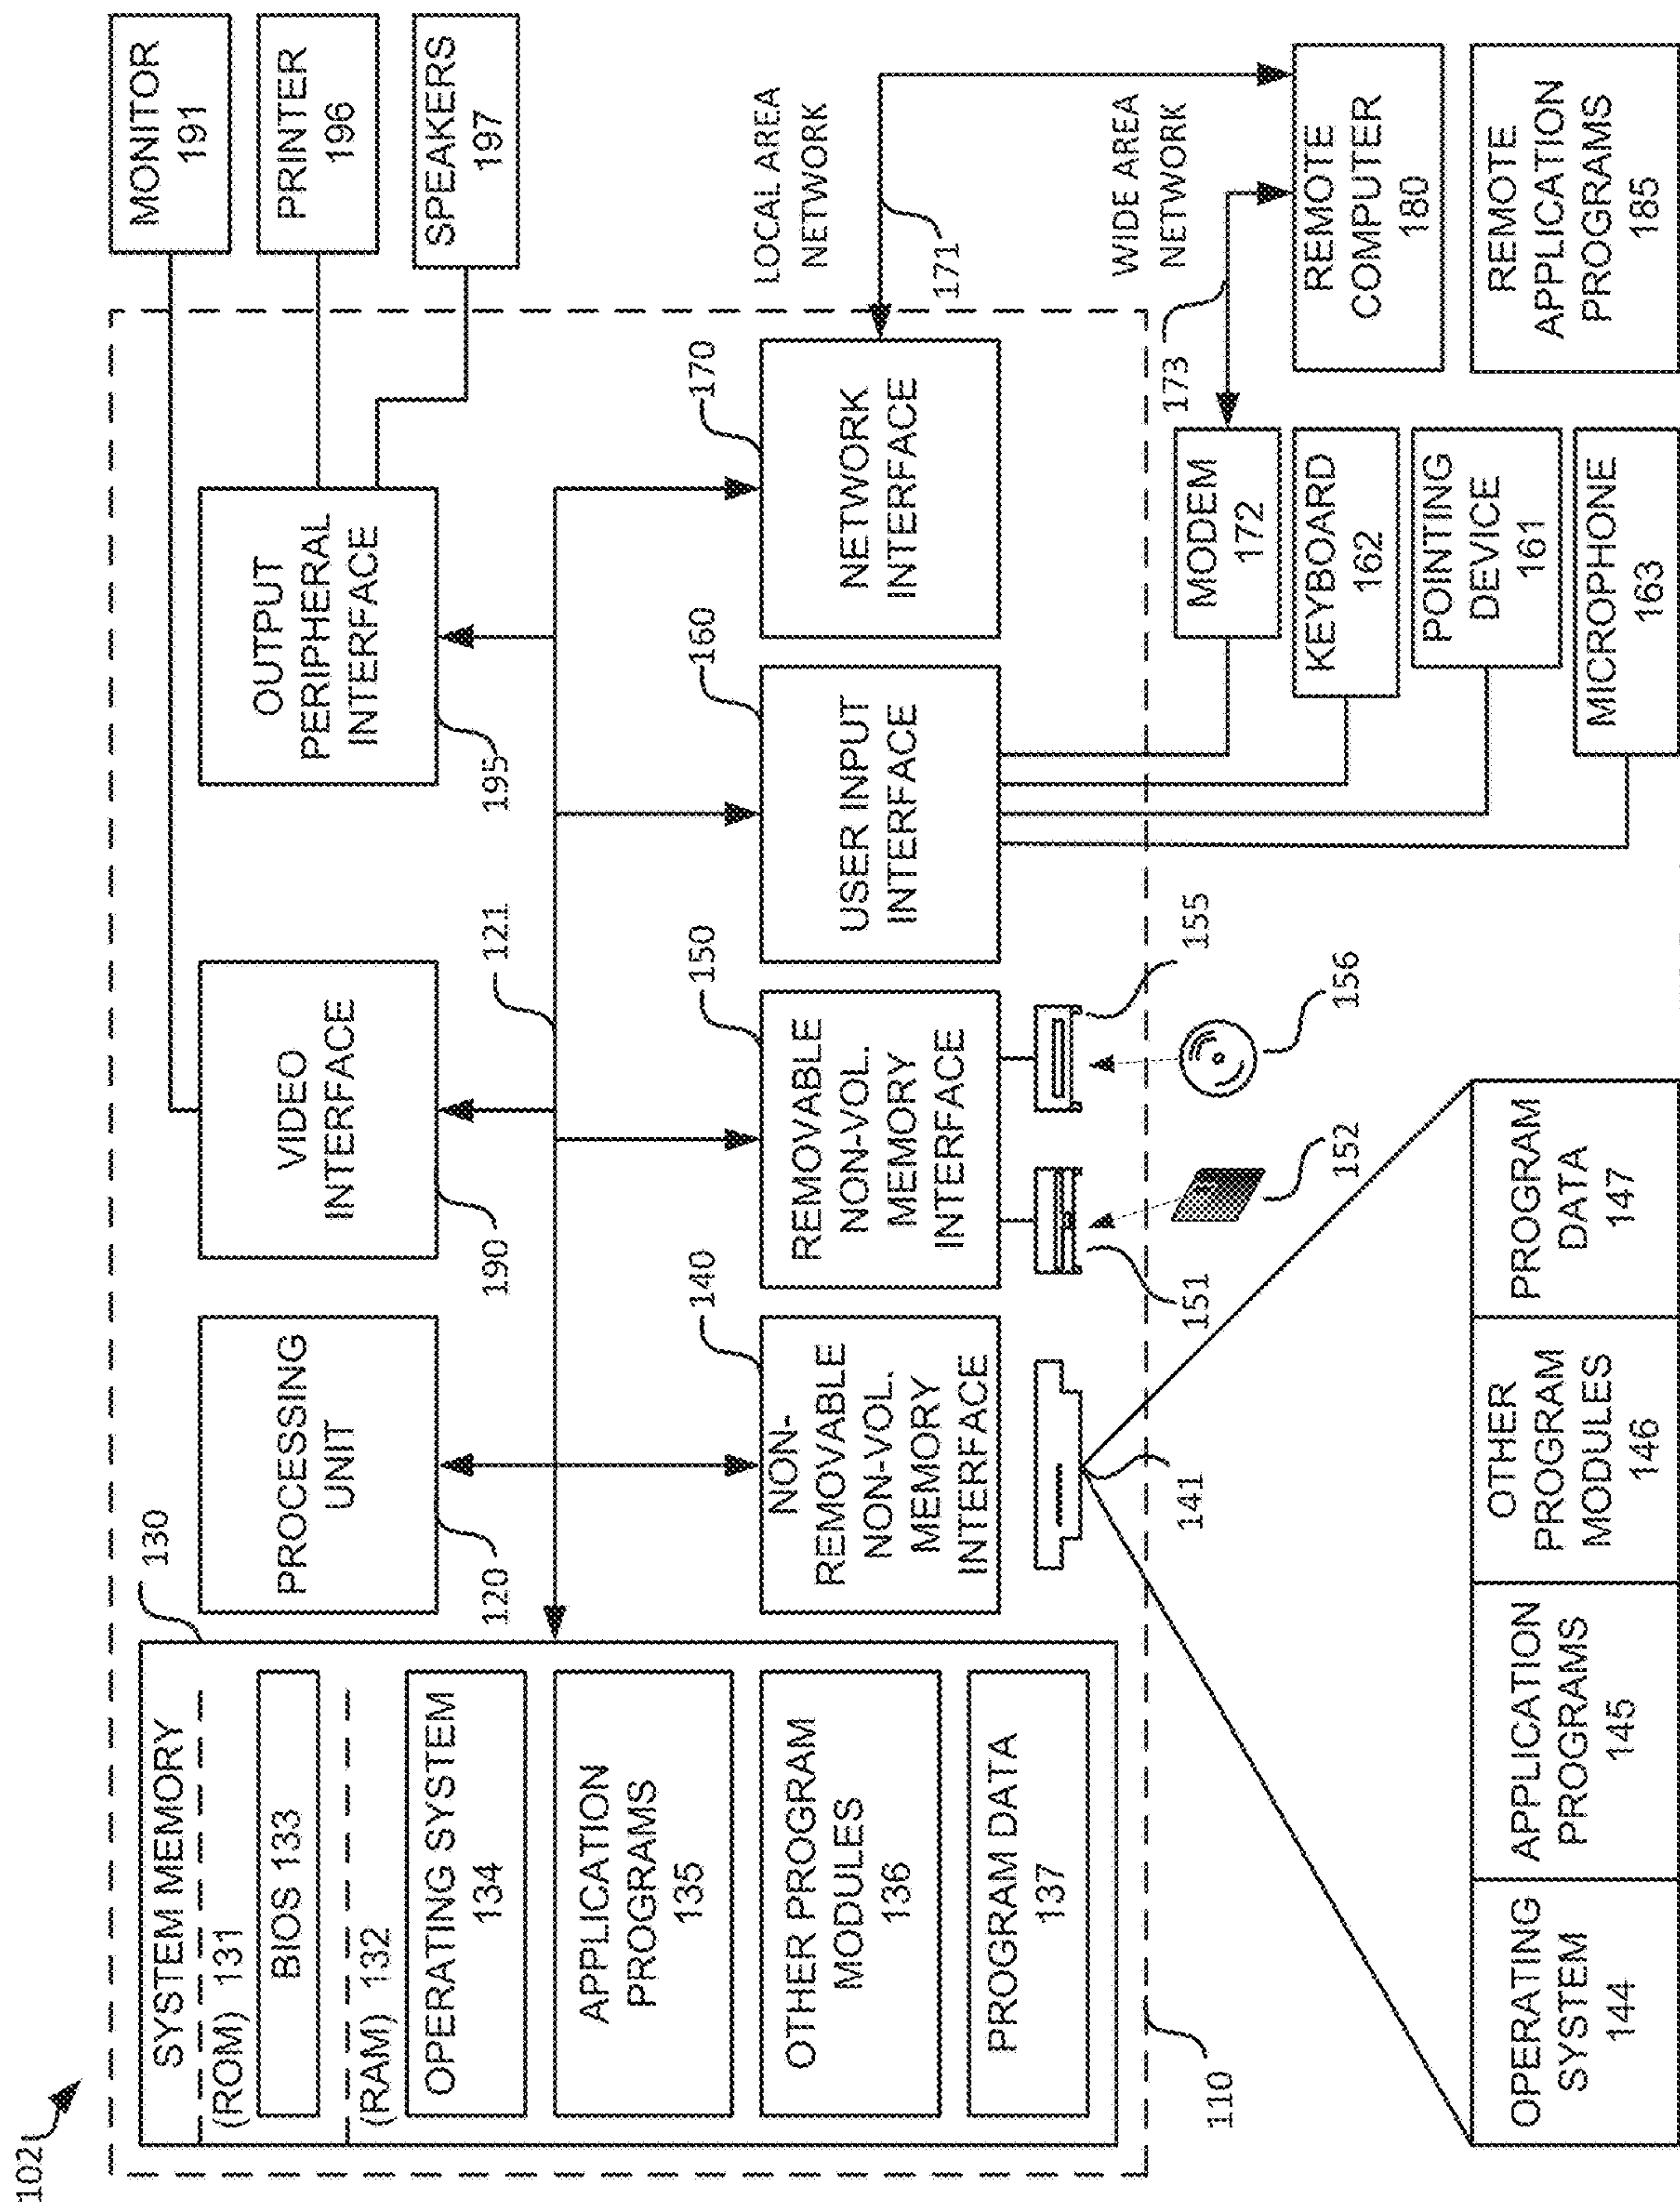 102
SYSTEM MEMORY
(ROM) 131
BIOS 133
(RAM) 132
OPERATING SYSTEM
134
APPLICATION
PROGRAMS
135
OTHER PROGRAM
MODULES
136
PROGRAM DATA
137
130
PROCESSING
UNIT
120
VIDEO
INTERFACE
190
121
OUTPUT
PERIPHERAL
INTERFACE
195
MONITOR
191
PRINTER
196
SPEAKERS
197
NON-
REMOVABLE
NON-VOL.
MEMORY
INTERFACE
140
REMOVABLE
NON-VOL.
MEMORY
INTERFACE
150
USER INPUT
INTERFACE
160
NETWORK
INTERFACE
170
LOCAL AREA
NETWORK
171
WIDE AREA
NETWORK
173
110
141
151
152
155
156
MODEM
172
KEYBOARD
162
POINTING
DEVICE
161
MICROPHONE
163
REMOTE
COMPUTER
180
REMOTE
APPLICATION
PROGRAMS
185
OPERATING
SYSTEM
144
APPLICATION
PROGRAMS
145
OTHER
PROGRAM
MODULES
146
PROGRAM
DATA
147